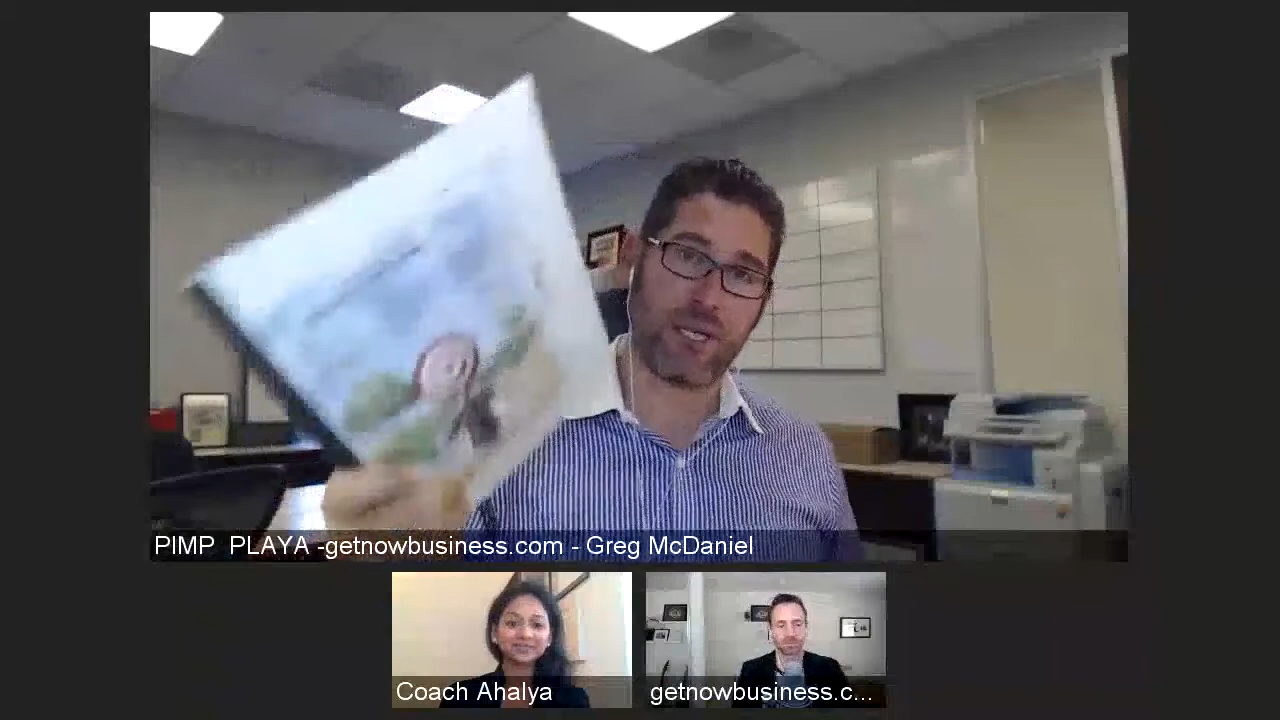 PIMP  PLAYA -getnowbusiness.com - Greg McDaniel
Coach Ahalya
getnowbusiness.c...